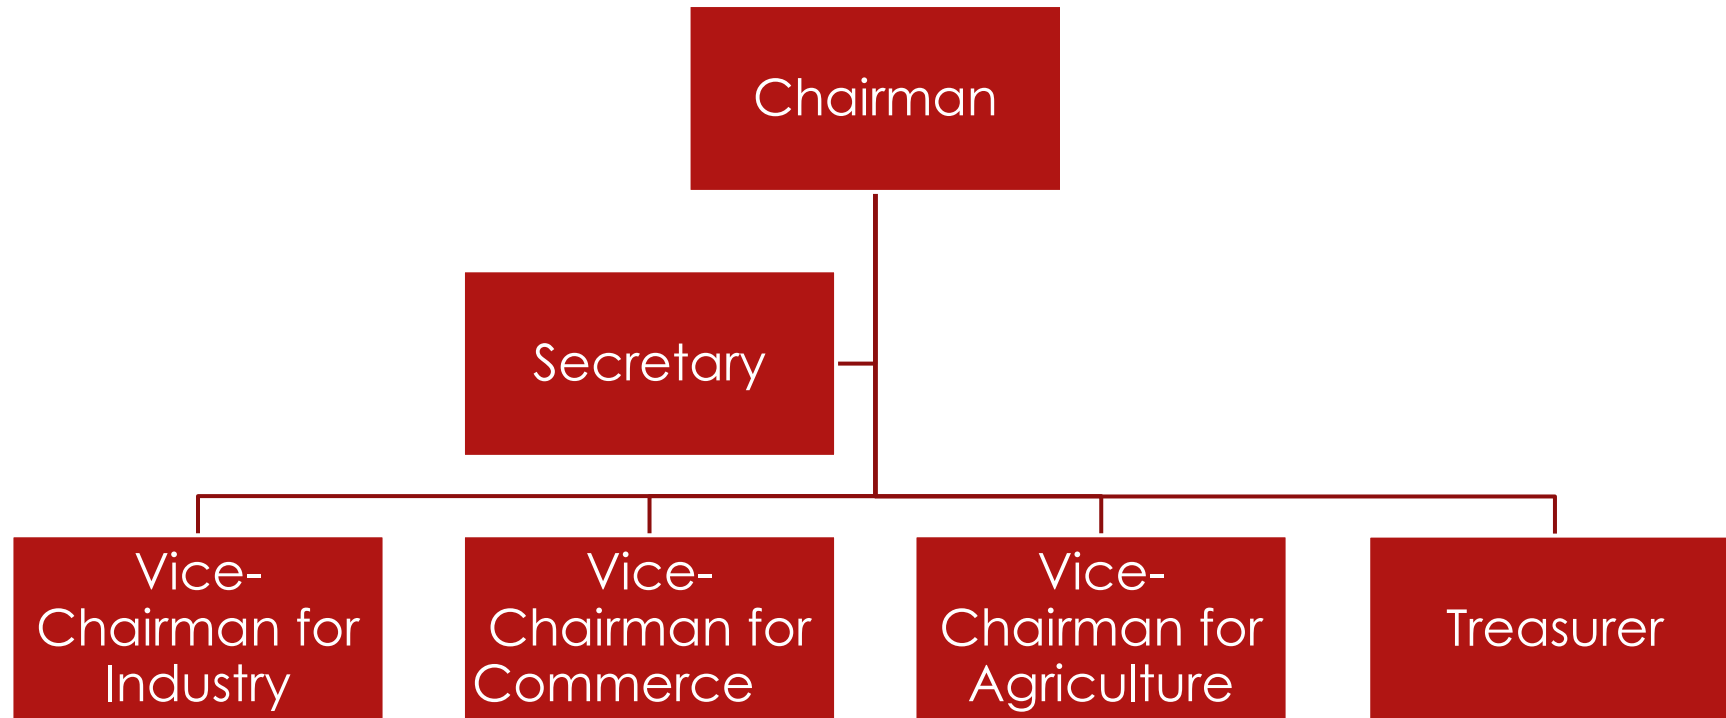 Chairman
Secretary
Vice-
Chairman for
Industry
Vice-
Chairman for
Commerce
Vice-
Chairman for
Agriculture
Treasurer